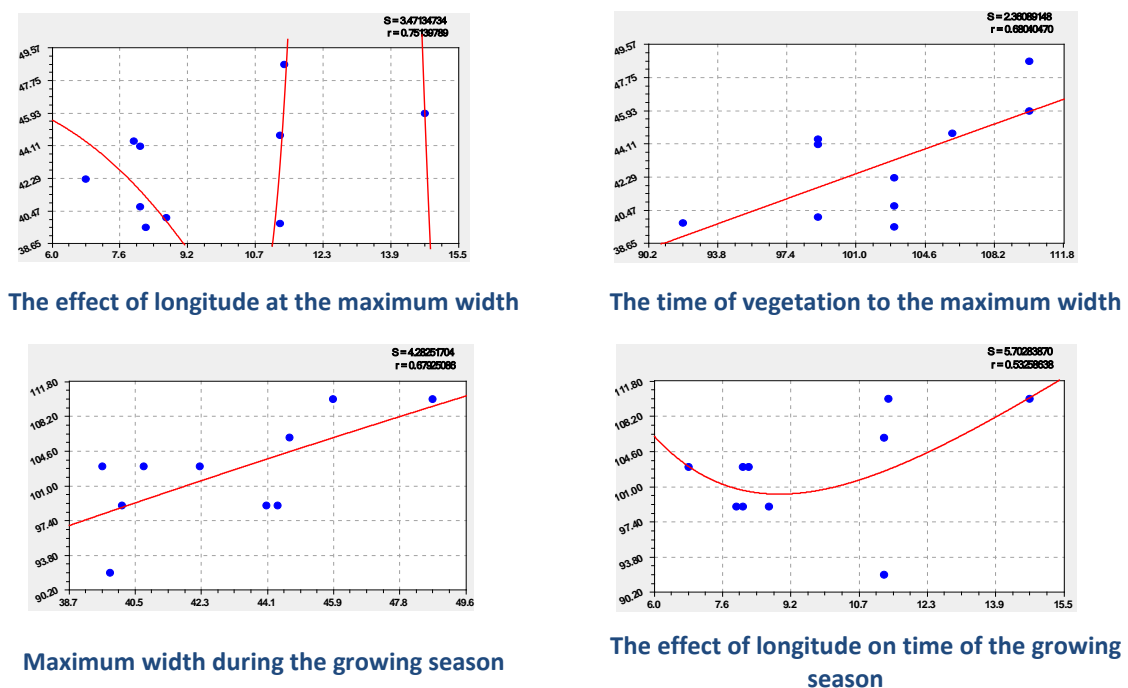 S = 3.47134734
r = 0.75139789
49.57
47.75
45.93
44.11
42.29
40.47
38.65
6.0 7.6 9.2 10.7 12.3 13.9 15.5
The effect of longitude at the maximum width
S = 2.36089148
r = 0.68040470
49.57
47.75
45.93
44.11
42.29
40.47
38.65
90.2 93.8 97.4 101.0 104.6 108.2 111.8
The time of vegetation to the maximum width
S = 4.28251704
r = 0.67925086
111.80
108.20
104.60
101.00
97.40
93.80
90.20
38.7 40.5 42.3 44.1 45.9 47.8 49.6
Maximum width during the growing season
S = 5.70283870
r = 0.53258638
111.80
108.20
104.60
101.00
97.40
93.80
90.20
6.0 7.6 9.2 10.7 12.3 13.9 15.5
The effect of longitude on time of the growing
season